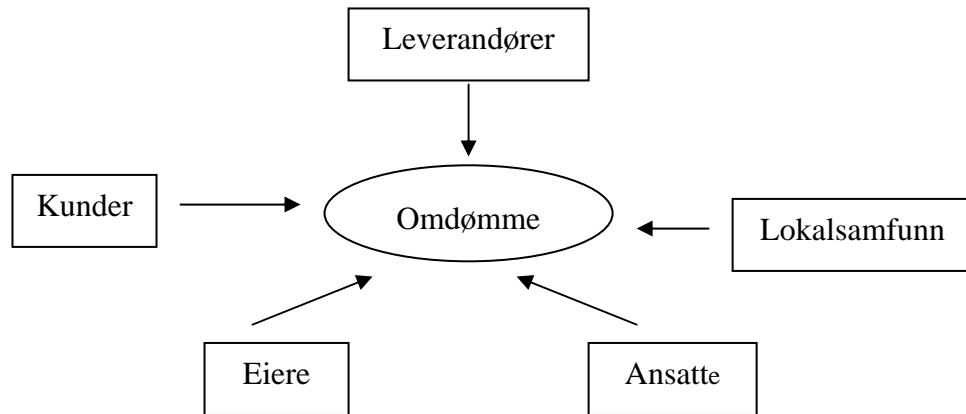 Leverandører
Kunder
Omdømme
Lokalsamfunn
Eiere
Ansatte